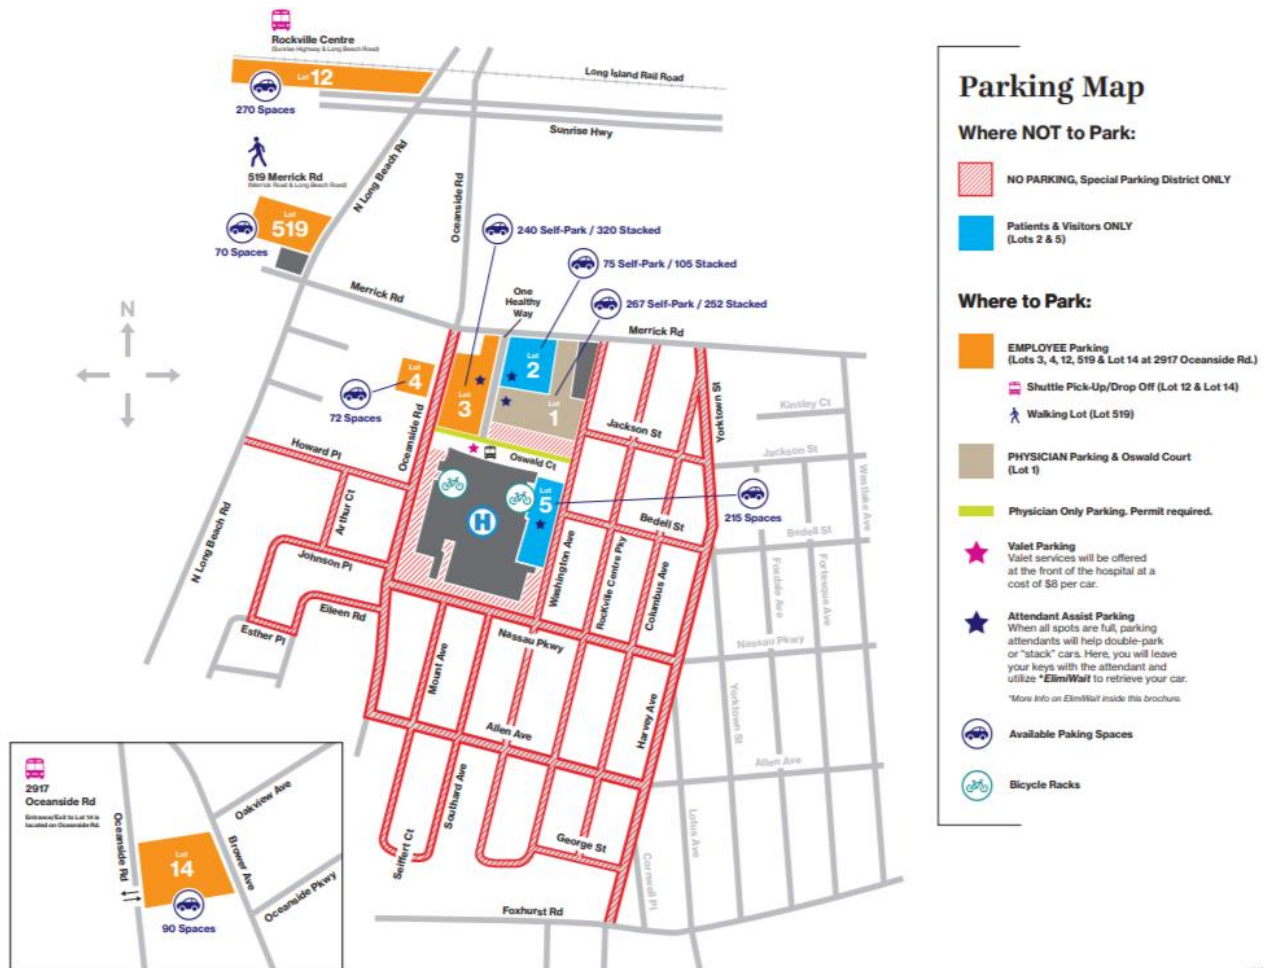 Rockville Centre
(Sunrise Highway & Long Beach Road)
Lot 12
270 Spaces
Long Island Rail Road
Sunrise Hwy
N Long Beach Rd
Oceanside Rd
519 Merrick Rd
(Merrick Road & Long Beach Road)
Lot
519
70 Spaces
240 Self-Park / 320 Stacked
75 Self-Park / 105 Stacked
267 Self-Park / 252 Stacked
Merrick Rd
One
Healthy
Way
Merrick Rd
N
Lot
4
72 Spaces
Lot
3
Lot
2
Lot
1
Oceanside Rd
Howard Pl
Arthur Ct
Johnson Pl
Eileen Rd
Esther Pl
N Long Beach Rd
Oswald Ct
Lot
5
H
215 Spaces
Jackson St
Yorktown St
Kinsley Ct
Jackson St
Westlake Ave
Bedell St
Bedell St
Washington Ave
Rockville Centre Pky
Columbus Ave
Foxdale Ave
Fortesque Ave
Nassau Pkwy
Nassau Pkwy
Mount Ave
Yorktown St
Harvey Ave
Allen Ave
Allen Ave
Southard Ave
Seiffert Ct
George St
Lotus Ave
Cornwell Pl
Foxhurst Rd
2917
Oceanside Rd
Entrance/Exit to Lot 14 is
located on Oceanside Rd.
Oceanside Rd
Lot
14
90 Spaces
Oakview Ave
Brower Ave
Oceanside Pkwy
Parking Map
Where NOT to Park:
NO PARKING, Special Parking District ONLY
Patients & Visitors ONLY
(Lots 2 & 5)
Where to Park:
EMPLOYEE Parking
(Lots 3, 4, 12, 519 & Lot 14 at 2917 Oceanside Rd.)
Shuttle Pick-Up/Drop Off (Lot 12 & Lot 14)
Walking Lot (Lot 519)
PHYSICIAN Parking & Oswald Court
(Lot 1)
Physician Only Parking. Permit required.
Valet Parking
Valet services will be offered
at the front of the hospital at a
cost of $8 per car.
Attendant Assist Parking
When all spots are full, parking
attendants will help double-park
or "stack" cars. Here, you will leave
your keys with the attendant and
utilize *ElimiWait to retrieve your car.
*More Info on ElimiWait inside this brochure.
Available Paking Spaces
Bicycle Racks